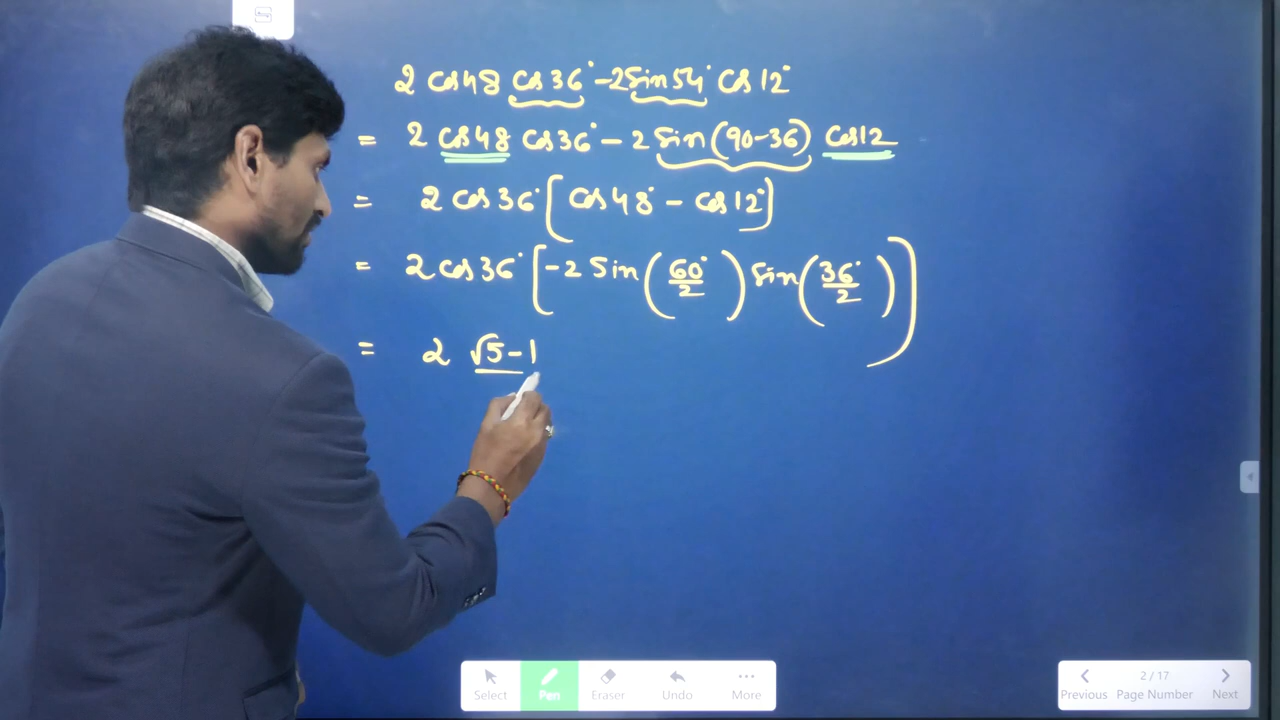 2 cos48 cos36° - 2sin54° cos12°
= 2 cos48 cos36° - 2 sin(90-36) cos12
= 2 cos36° [cos48° - cos12°]
= 2 cos36° [-2 sin(60°/2) sin(36°/2)]
= 2 √5-1
Select Pen Eraser Undo More
2 / 17
Previous Page Number Next